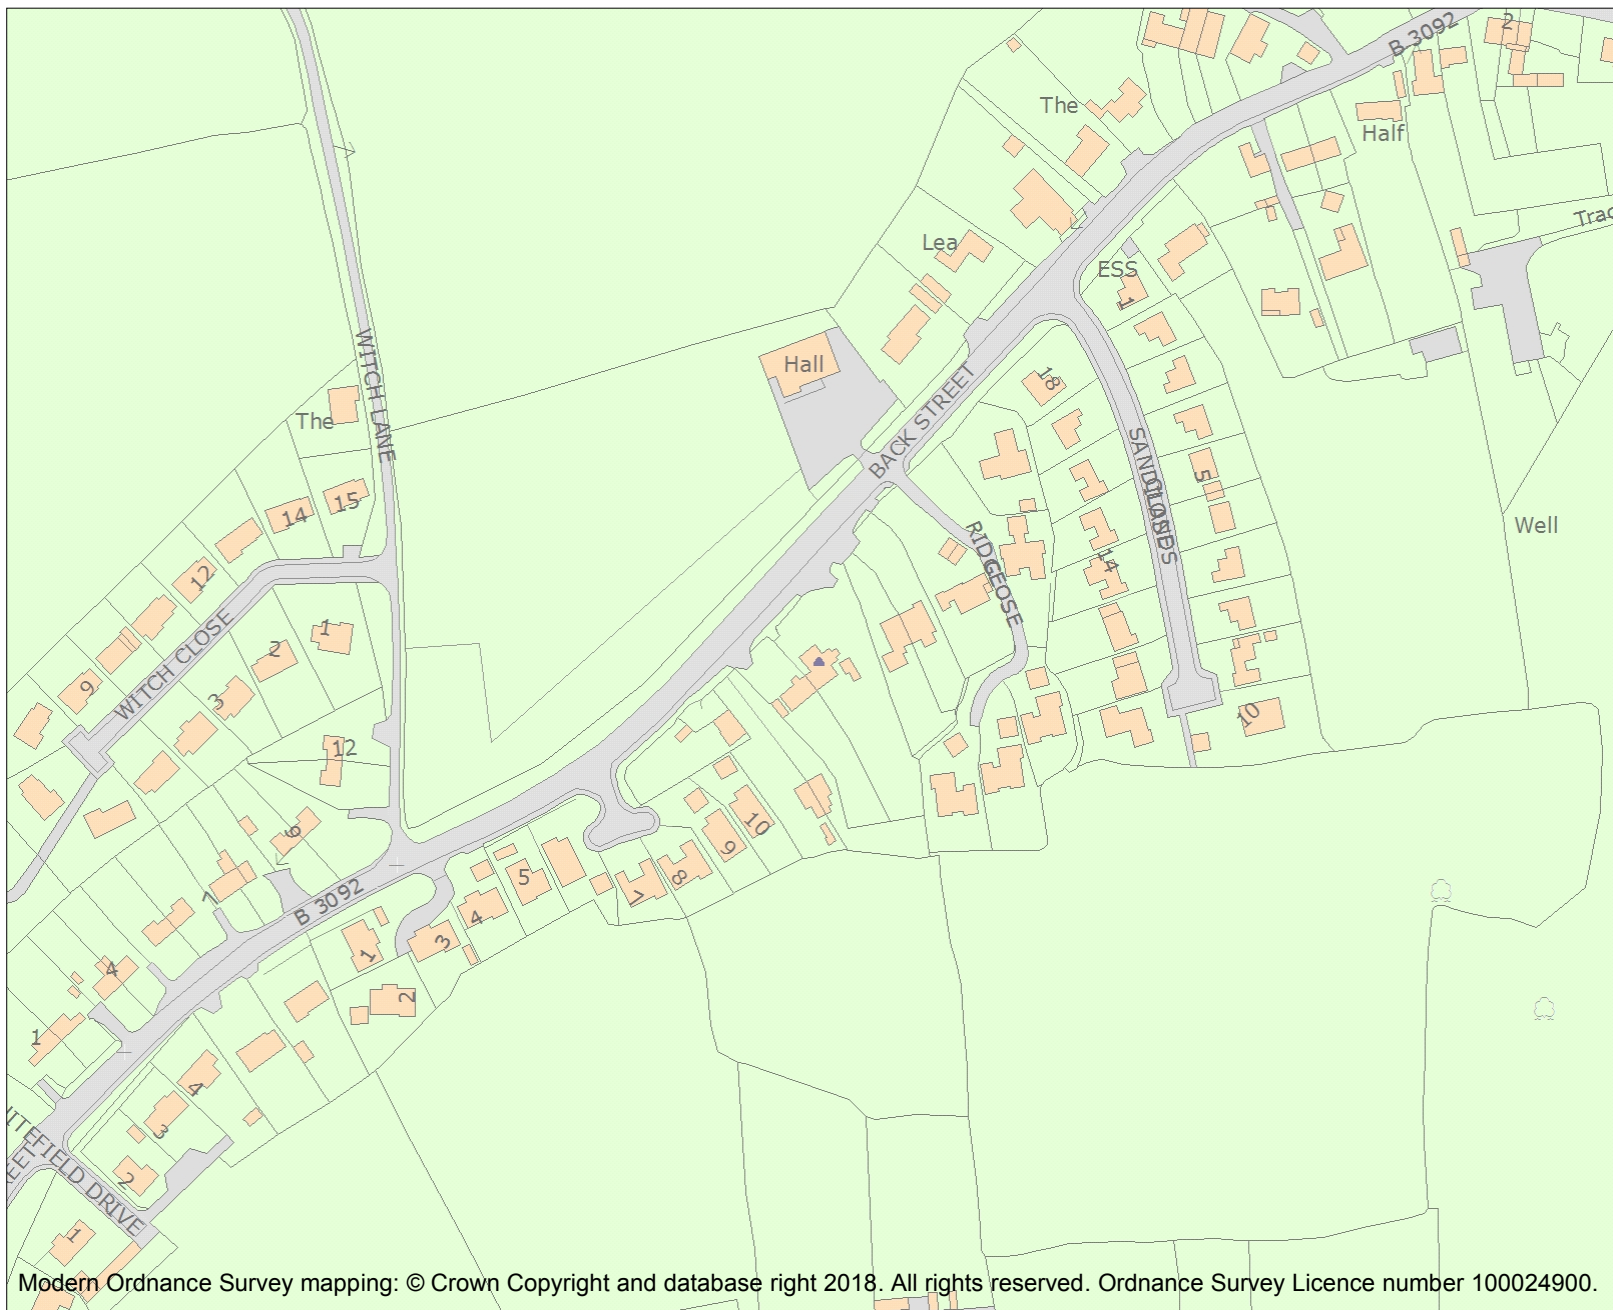 B 3092
2
The
Half
Trac
Lea
ESS
1
WITCH LANE
Hall
BACK STREET
18
The
SANDLANDS
CLOSE
5
15
14
Well
12
RIDGE
CLOSE
14
1
2
WITCH CLOSE
9
3
10
12
10
9
9
5
8
7
7
B 3092
4
3
1
4
2
1
4
3
2
ITEFIELD DRIVE
REET
1
Modern Ordnance Survey mapping: © Crown Copyright and database right 2018. All rights reserved. Ordnance Survey Licence number 100024900.